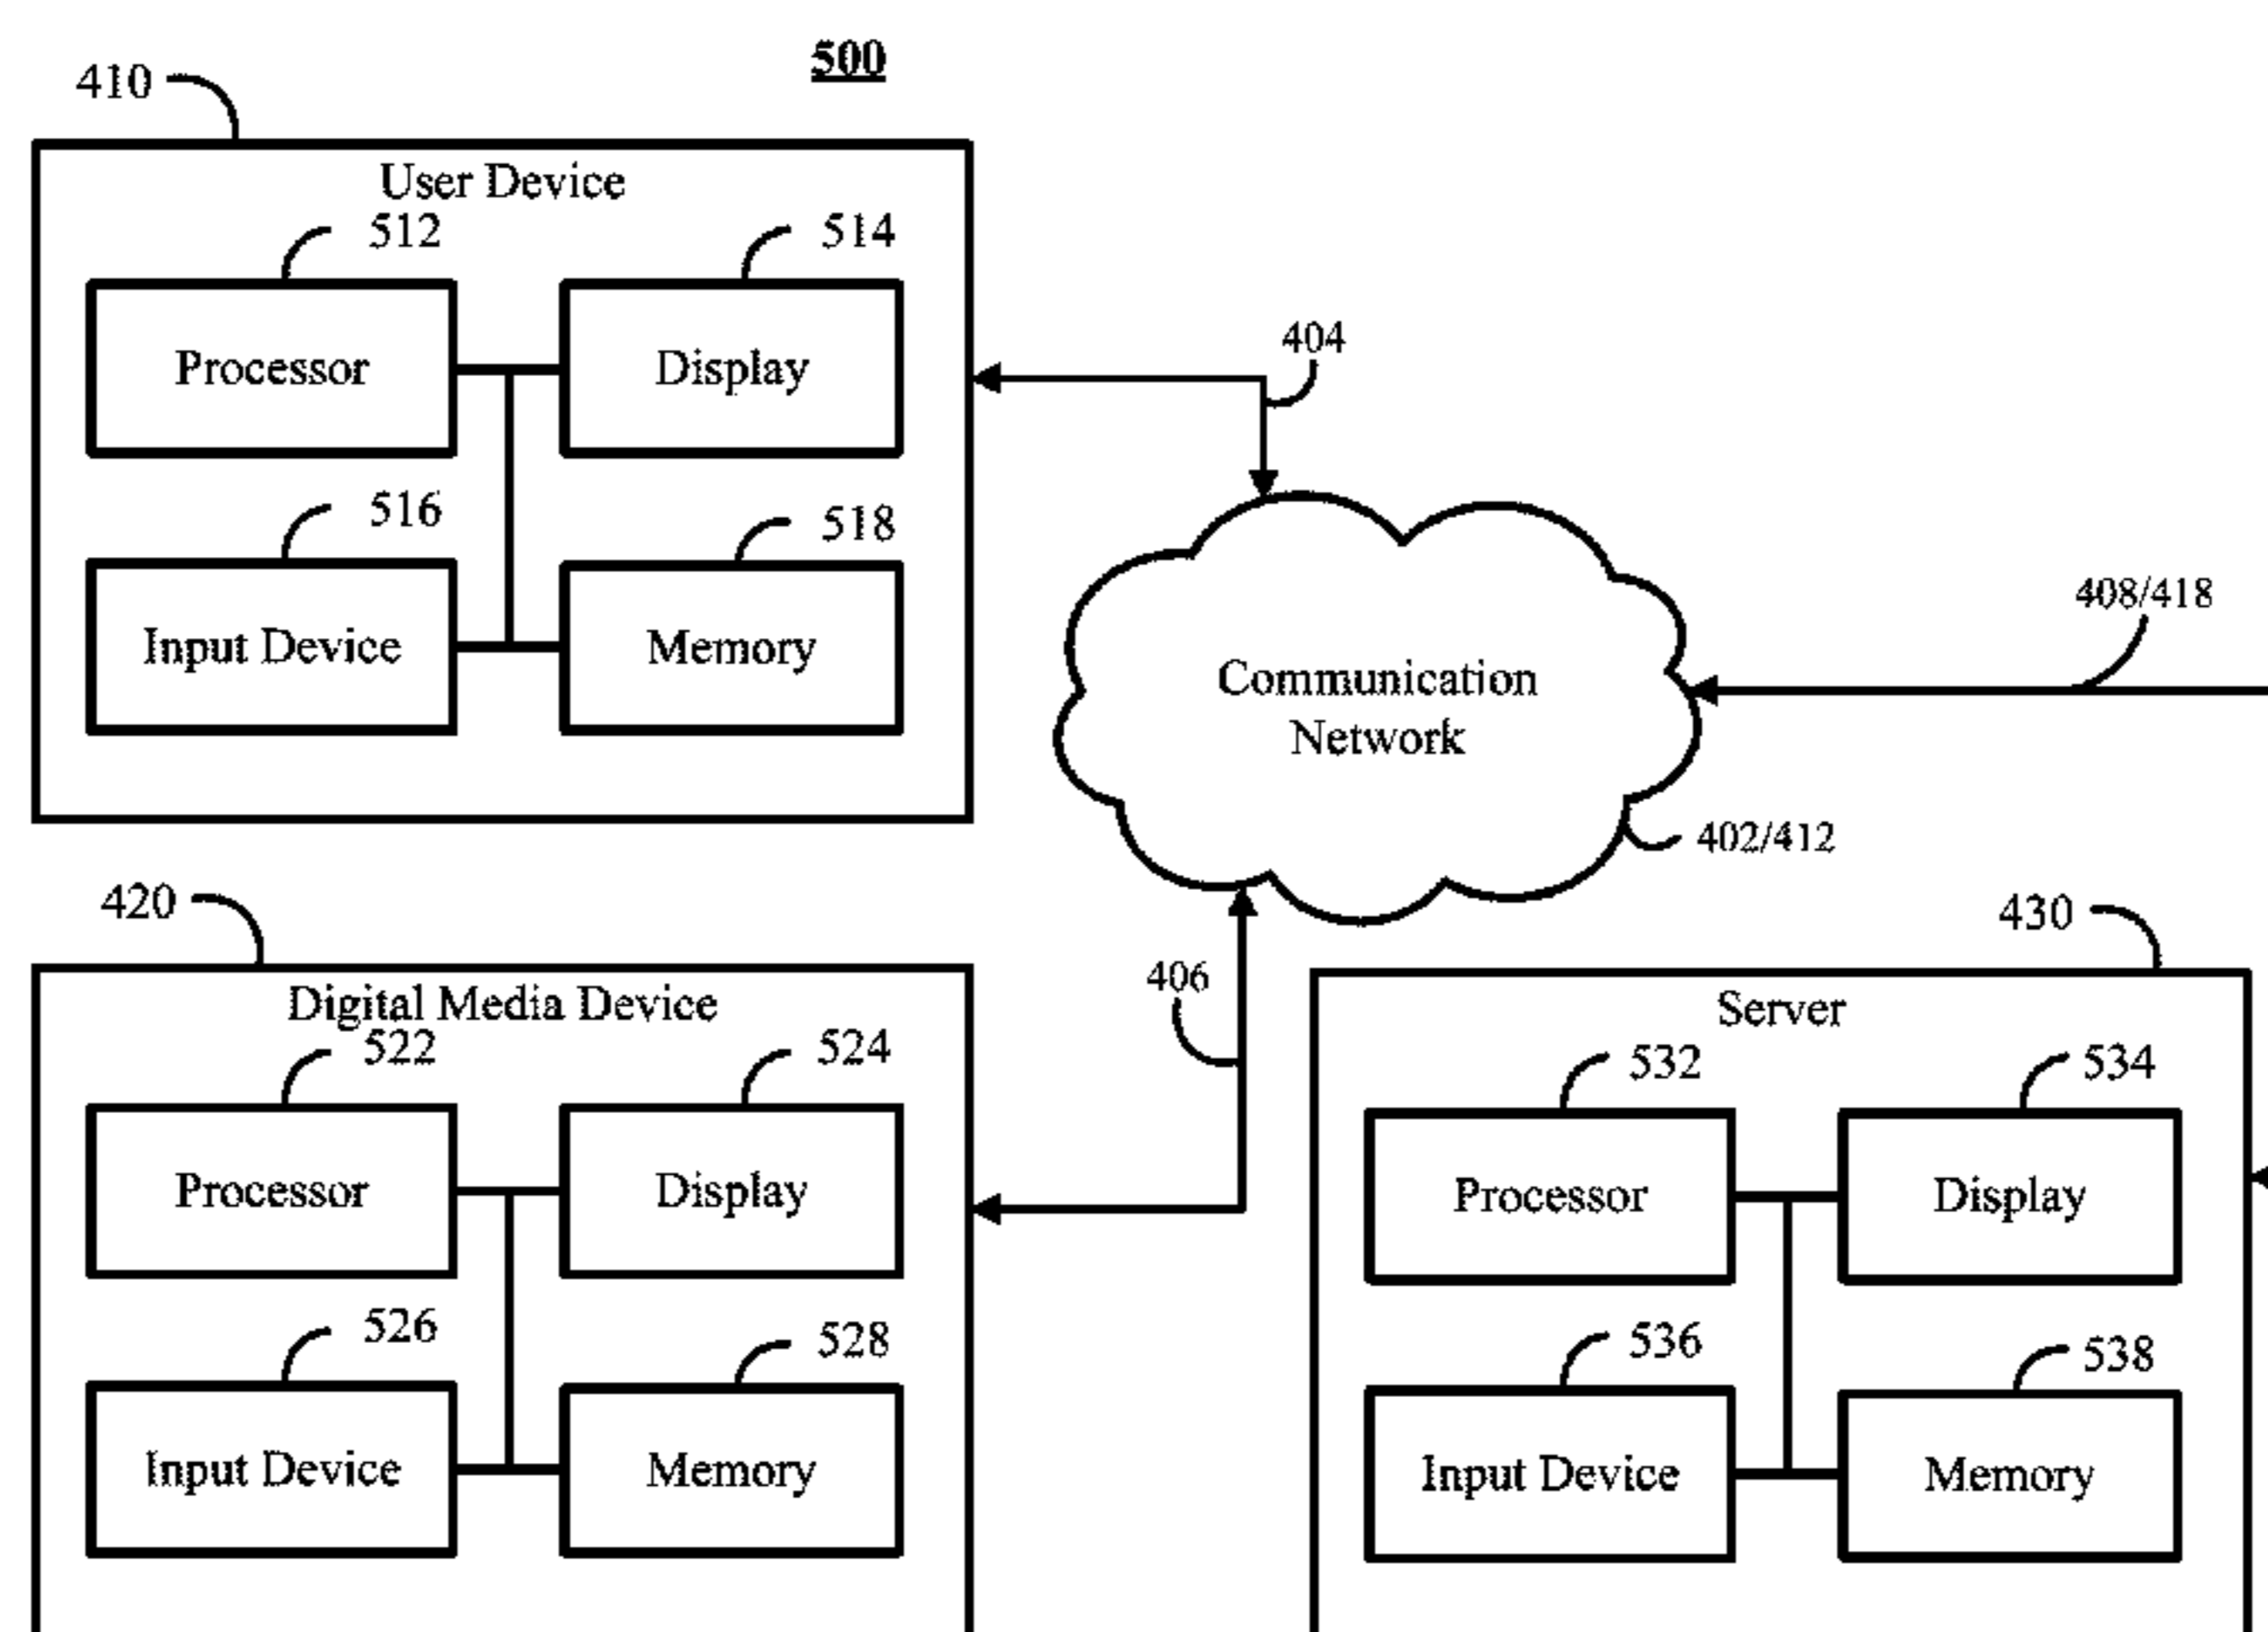 500
410
User Device
512
514
Processor
Display
516
518
Input Device
Memory
404
Communication
Network
408/418
402/412
420
Digital Media Device
522
524
Processor
Display
526
528
Input Device
Memory
406
430
Server
532
534
Processor
Display
536
538
Input Device
Memory